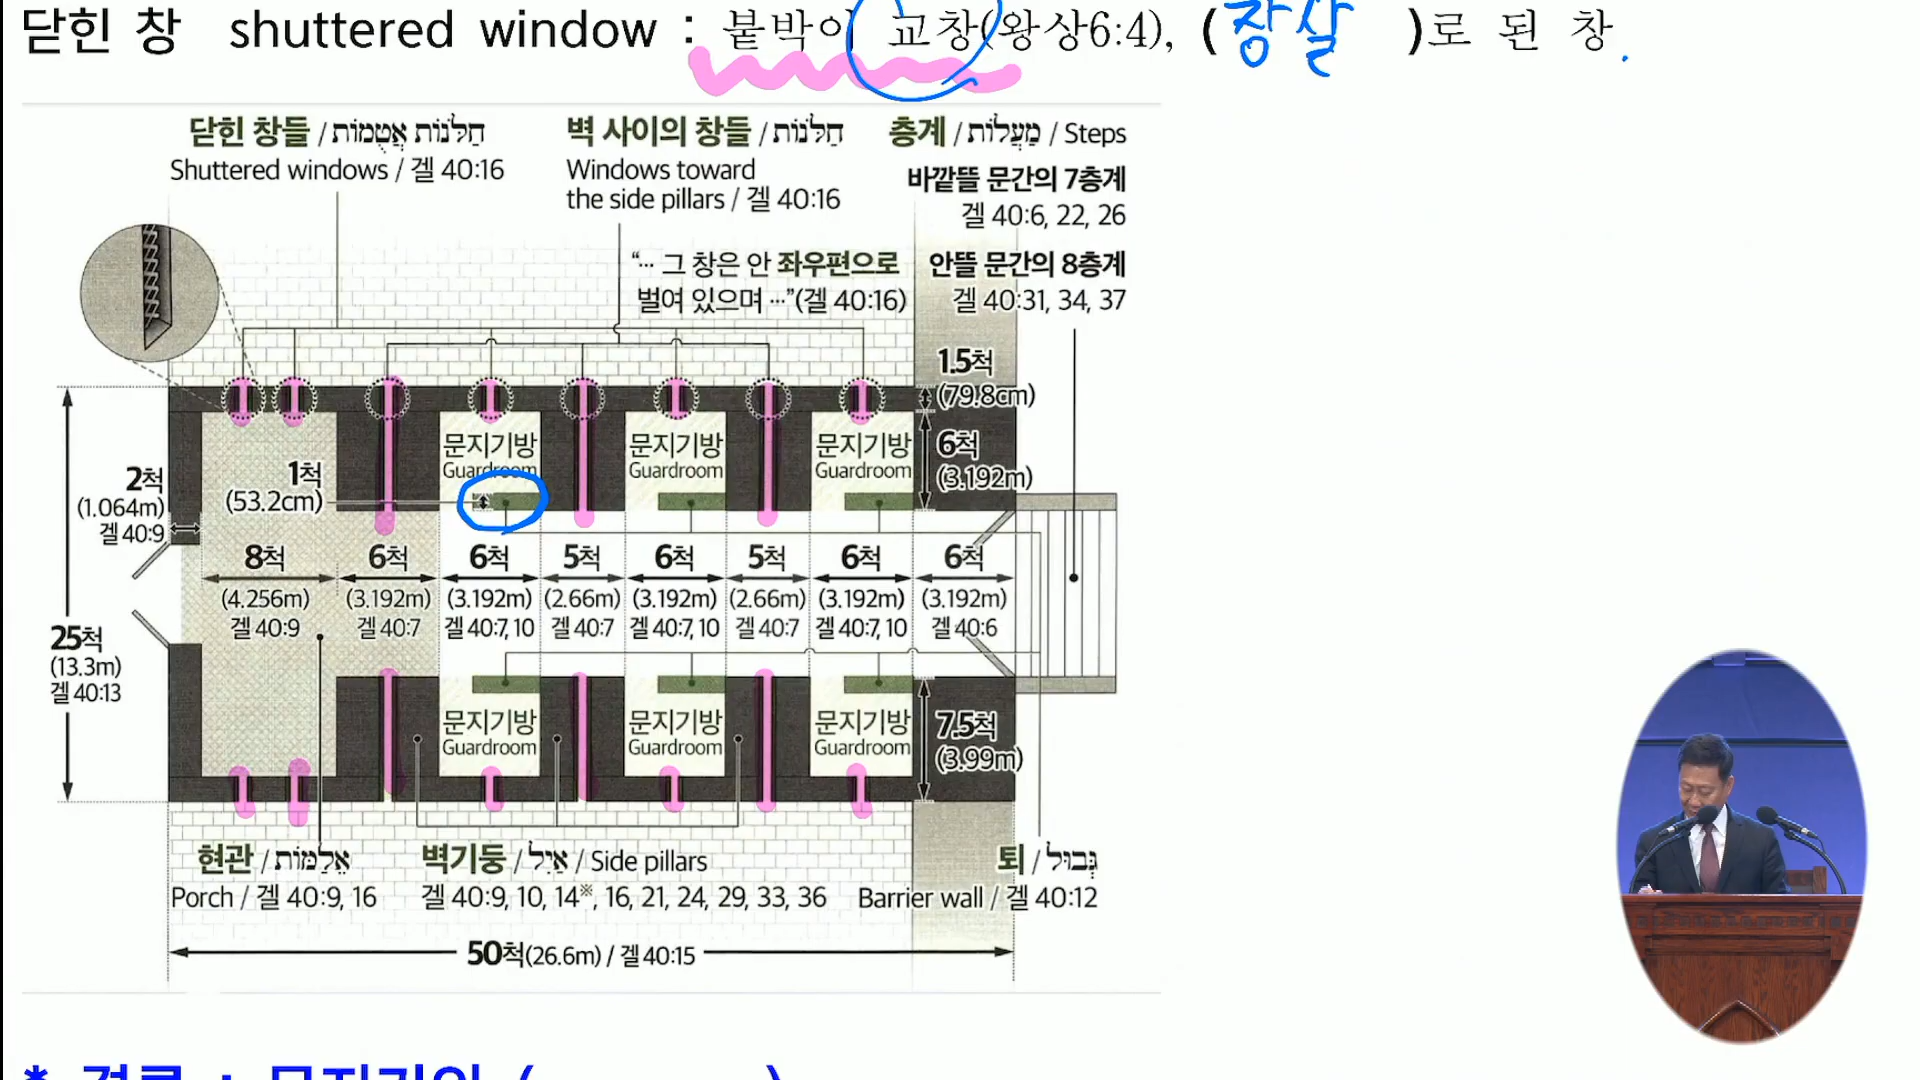 닫힌 창 shuttered window : 붙박이 교창(왕상6:4), (창살 )로 된 창.
닫힌 창들 / חַלֹּנוֹת אֲטֻמוֹת
Shuttered windows / 겔 40:16
벽 사이의 창들 / חַלֹּנוֹת
Windows toward
the side pillars / 겔 40:16
층계 / מַעֲלוֹת / Steps
바깥뜰 문간의 7층계
겔 40:6, 22, 26
안뜰 문간의 8층계
겔 40:31, 34, 37
“··· 그 창은 안 좌우편으로
벌여 있으며 ···”(겔 40:16)
1.5척
(79.8cm)
문지기방
Guardroom
문지기방
Guardroom
문지기방
Guardroom
6척
(3.192m)
2척
(1.064m)
겔 40:9
1척
(53.2cm)
8척
(4.256m)
겔 40:9
6척
(3.192m)
겔 40:7
6척
(3.192m)
겔 40:7, 10
5척
(2.66m)
겔 40:7
6척
(3.192m)
겔 40:7, 10
5척
(2.66m)
겔 40:7
6척
(3.192m)
겔 40:7, 10
6척
(3.192m)
겔 40:6
25척
(13.3m)
겔 40:13
문지기방
Guardroom
문지기방
Guardroom
문지기방
Guardroom
7.5척
(3.99m)
현관 / אֵלַמּוֹת
Porch / 겔 40:9, 16
벽기둥 / אַיִל / Side pillars
겔 40:9, 10, 14※, 16, 21, 24, 29, 33, 36
퇴 / גְּבוּל
Barrier wall / 겔 40:12
50척(26.6m) / 겔 40:15